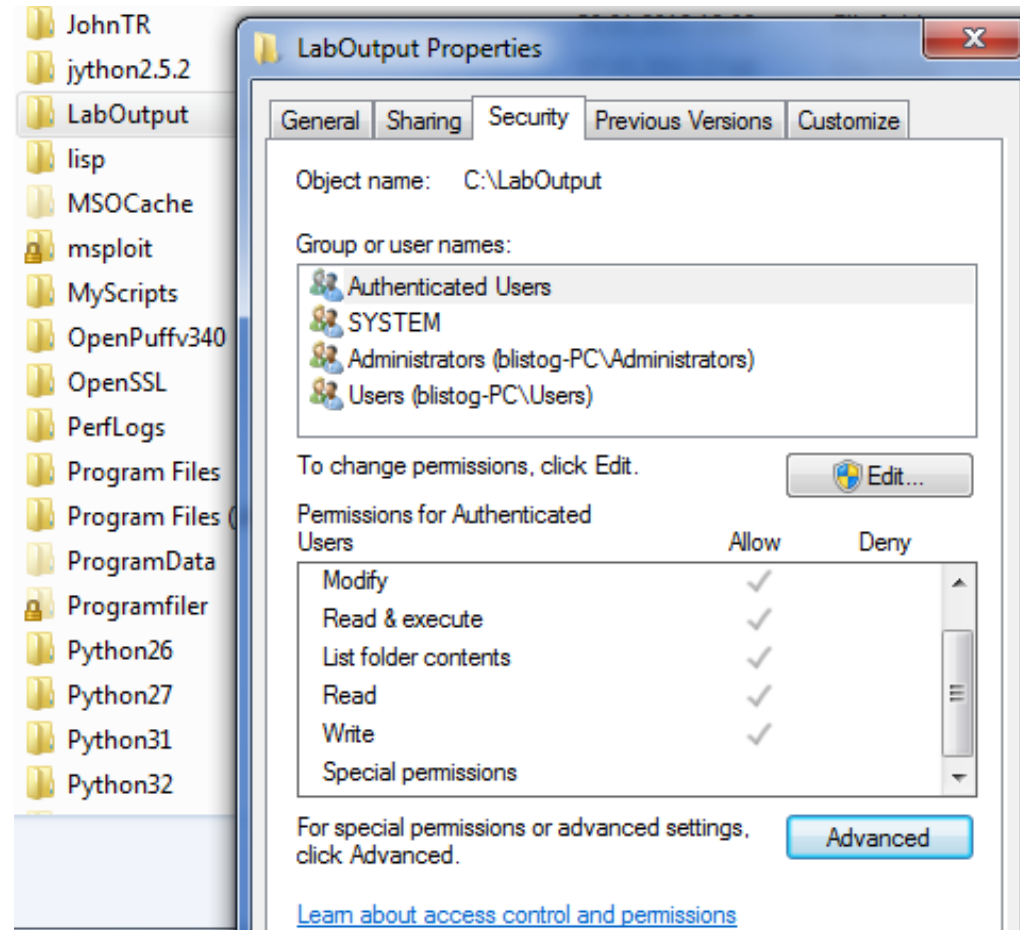 JohnTR
jython2.5.2
LabOutput
lisp
MSOCache
msploit
MyScripts
OpenPuffv340
OpenSSL
PerfLogs
Program Files
Program Files (
ProgramData
Programfiler
Python26
Python27
Python31
Python32
LabOutput Properties
General Sharing Security Previous Versions Customize
Object name: C:\LabOutput
Group or user names:
Authenticated Users
SYSTEM
Administrators (blistog-PC\Administrators)
Users (blistog-PC\Users)
To change permissions, click Edit. Edit...
Permissions for Authenticated
Users Allow Deny
Modify
Read & execute
List folder contents
Read
Write
Special permissions
For special permissions or advanced settings,
click Advanced. Advanced
Learn about access control and permissions